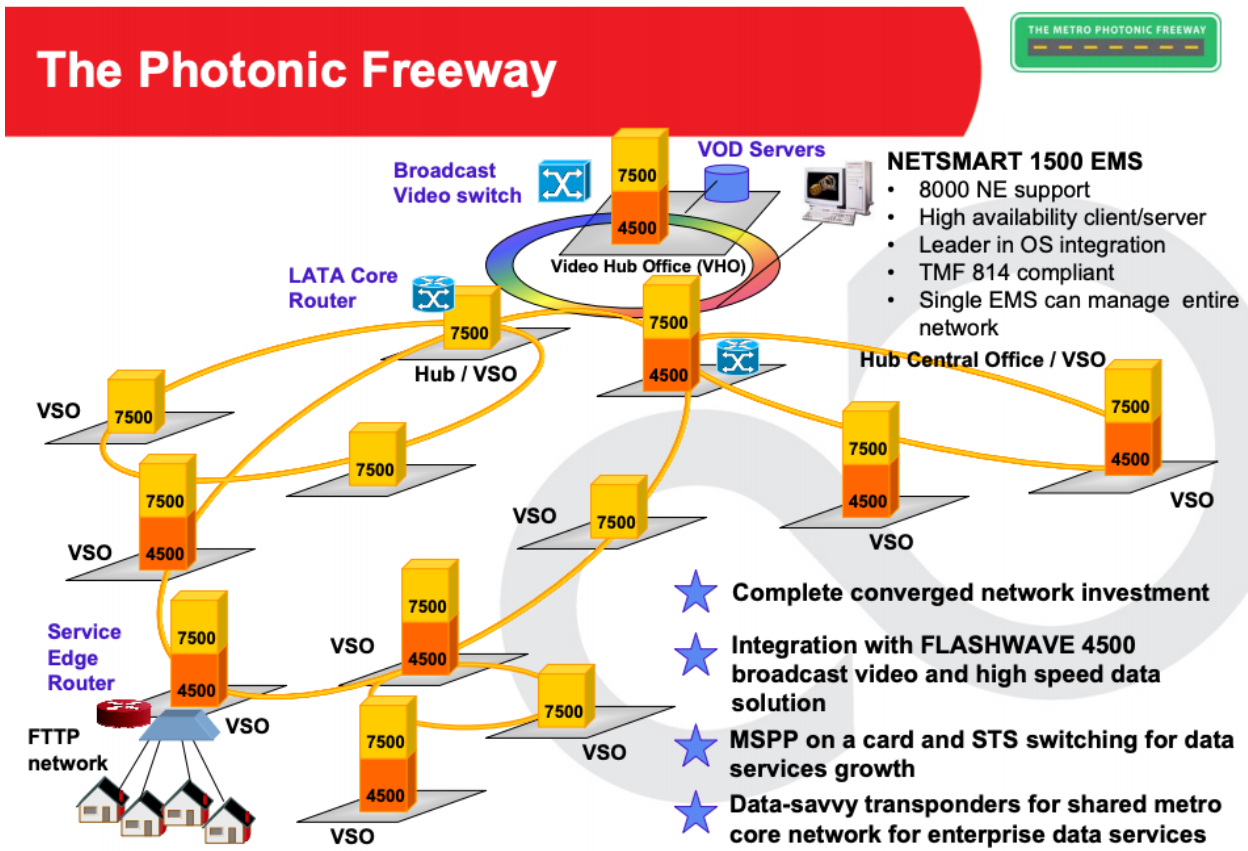 The Photonic Freeway
THE METRO PHOTONIC FREEWAY
Broadcast
Video switch
7500
4500
VOD Servers
Video Hub Office (VHO)
NETSMART 1500 EMS
• 8000 NE support
• High availability client/server
• Leader in OS integration
• TMF 814 compliant
• Single EMS can manage entire
network
LATA Core
Router
7500
Hub / VSO
7500
4500
Hub Central Office / VSO
VSO
7500
7500
7500
4500
VSO
7500
4500
VSO
7500
4500
VSO
VSO
7500
Service
Edge
Router
7500
4500
VSO
FTTP
network
VSO
7500
4500
7500
VSO
7500
4500
VSO
Complete converged network investment
Integration with FLASHWAVE 4500
broadcast video and high speed data
solution
MSPP on a card and STS switching for data
services growth
Data-savvy transponders for shared metro
core network for enterprise data services